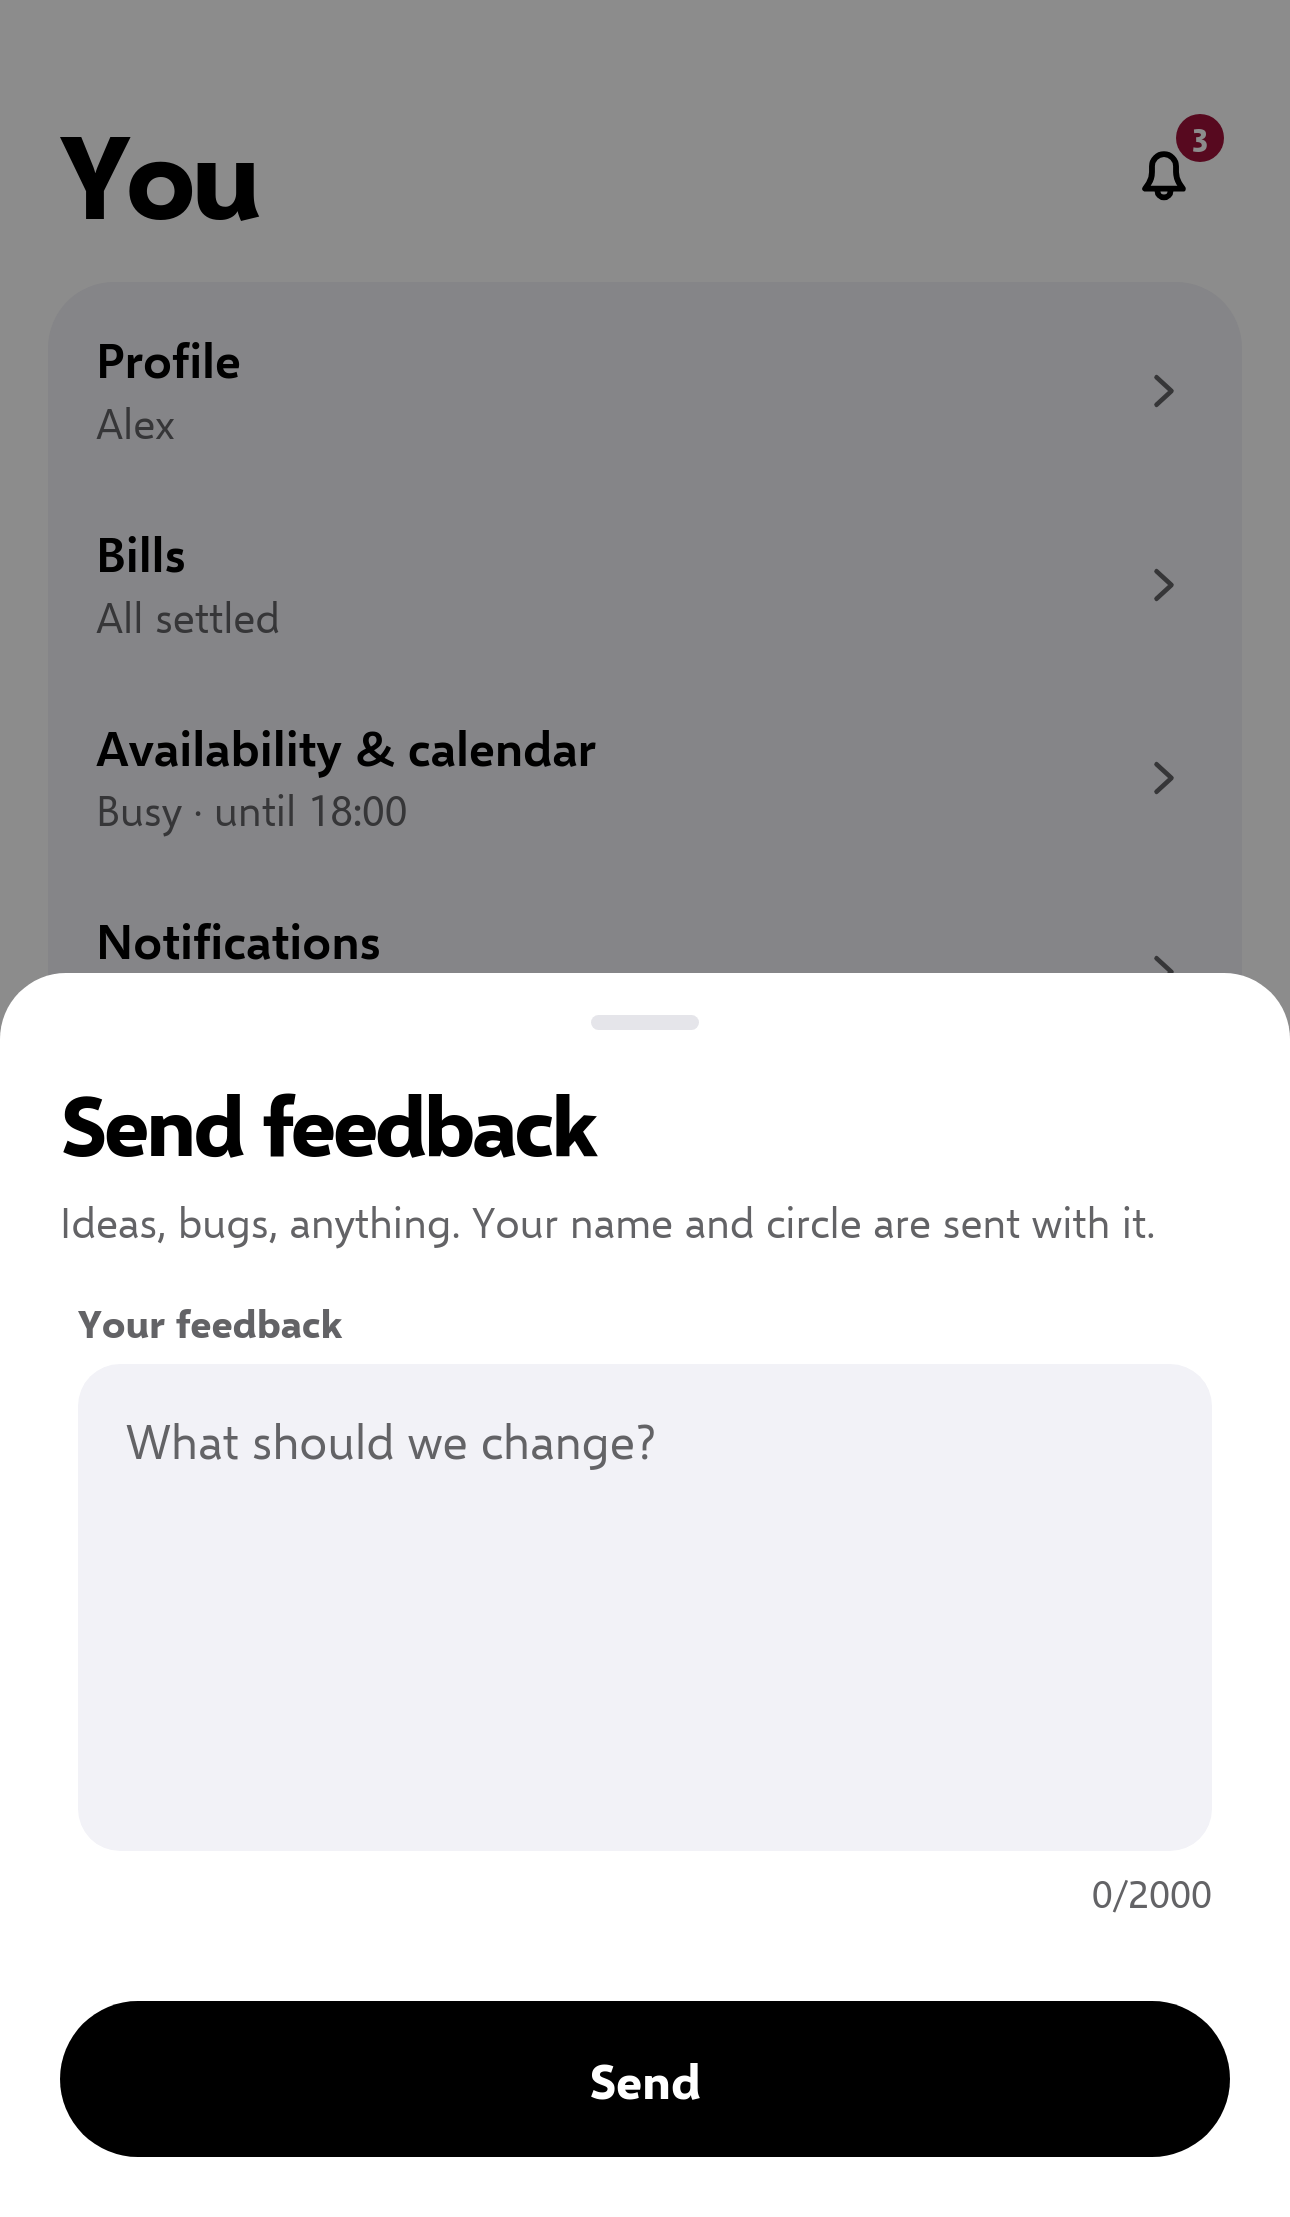 You
3
Profile
Alex
Bills
All settled
Availability & calendar
Busy · until 18:00
Notifications
Send feedback
Ideas, bugs, anything. Your name and circle are sent with it.
Your feedback
What should we change?
0/2000
Send